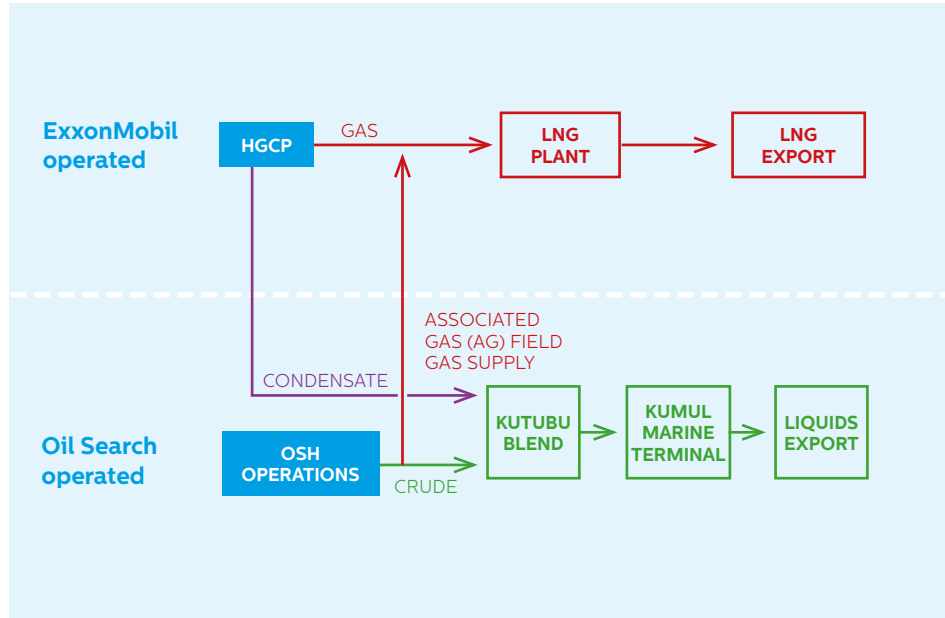 ExxonMobil
operated
HGCP
GAS
LNG
PLANT
LNG
EXPORT
ASSOCIATED
GAS (AG) FIELD
GAS SUPPLY
CONDENSATE
Oil Search
operated
OSH
OPERATIONS
CRUDE
KUTUBU
BLEND
KUMUL
MARINE
TERMINAL
LIQUIDS
EXPORT